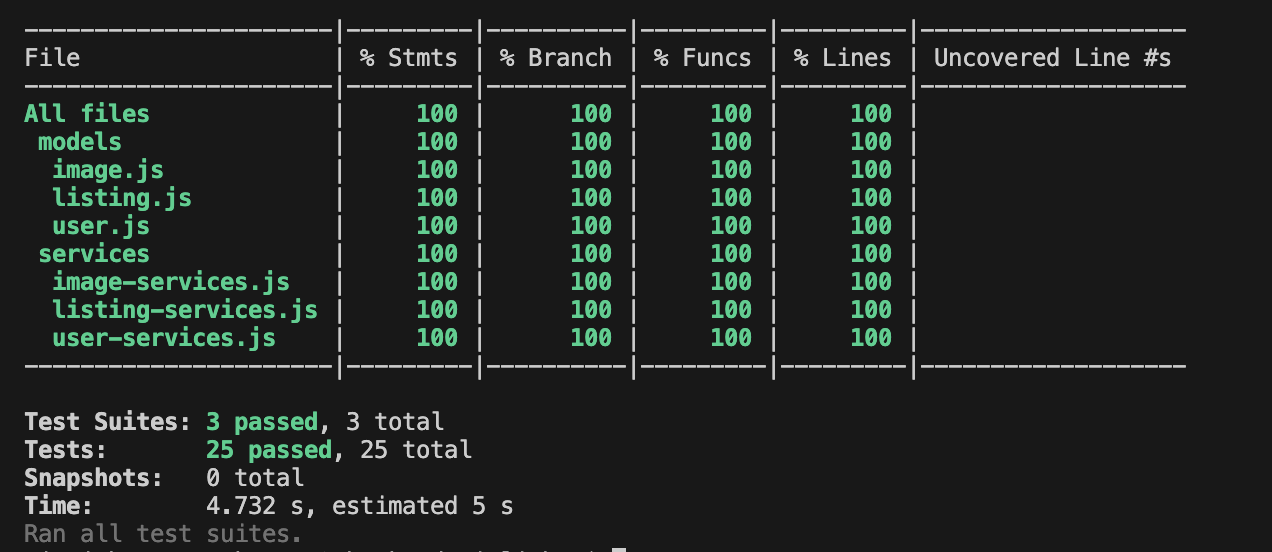 -----------------------|---------|----------|---------|---------|-------------------
File                   | % Stmts | % Branch | % Funcs | % Lines | Uncovered Line #s
-----------------------|---------|----------|---------|---------|-------------------
All files              |     100 |      100 |     100 |     100 |
 models                |     100 |      100 |     100 |     100 |
  image.js             |     100 |      100 |     100 |     100 |
  listing.js           |     100 |      100 |     100 |     100 |
  user.js              |     100 |      100 |     100 |     100 |
 services              |     100 |      100 |     100 |     100 |
  image-services.js    |     100 |      100 |     100 |     100 |
  listing-services.js  |     100 |      100 |     100 |     100 |
  user-services.js     |     100 |      100 |     100 |     100 |
-----------------------|---------|----------|---------|---------|-------------------
Test Suites: 3 passed, 3 total
Tests:       25 passed, 25 total
Snapshots:   0 total
Time:        4.732 s, estimated 5 s
Ran all test suites.